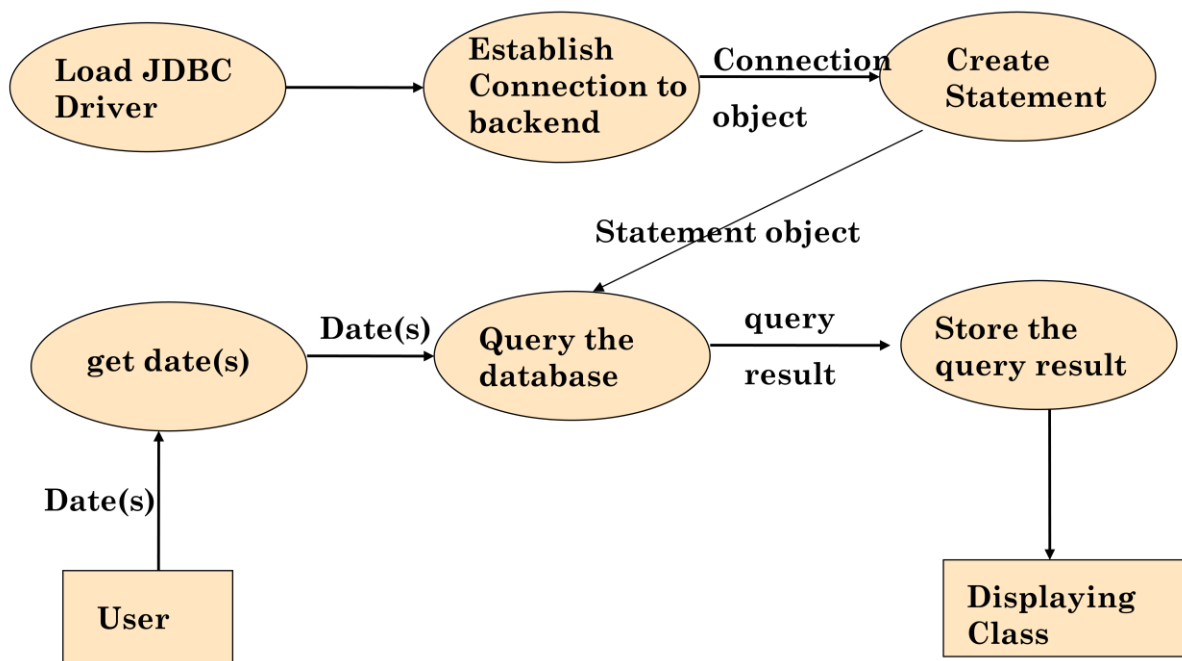 Load JDBC
Driver
Establish
Connection to
backend
Connection
object
Create
Statement
Statement object
get date(s)
Date(s)
Query the
database
query
result
Store the
query result
Date(s)
User
Displaying
Class